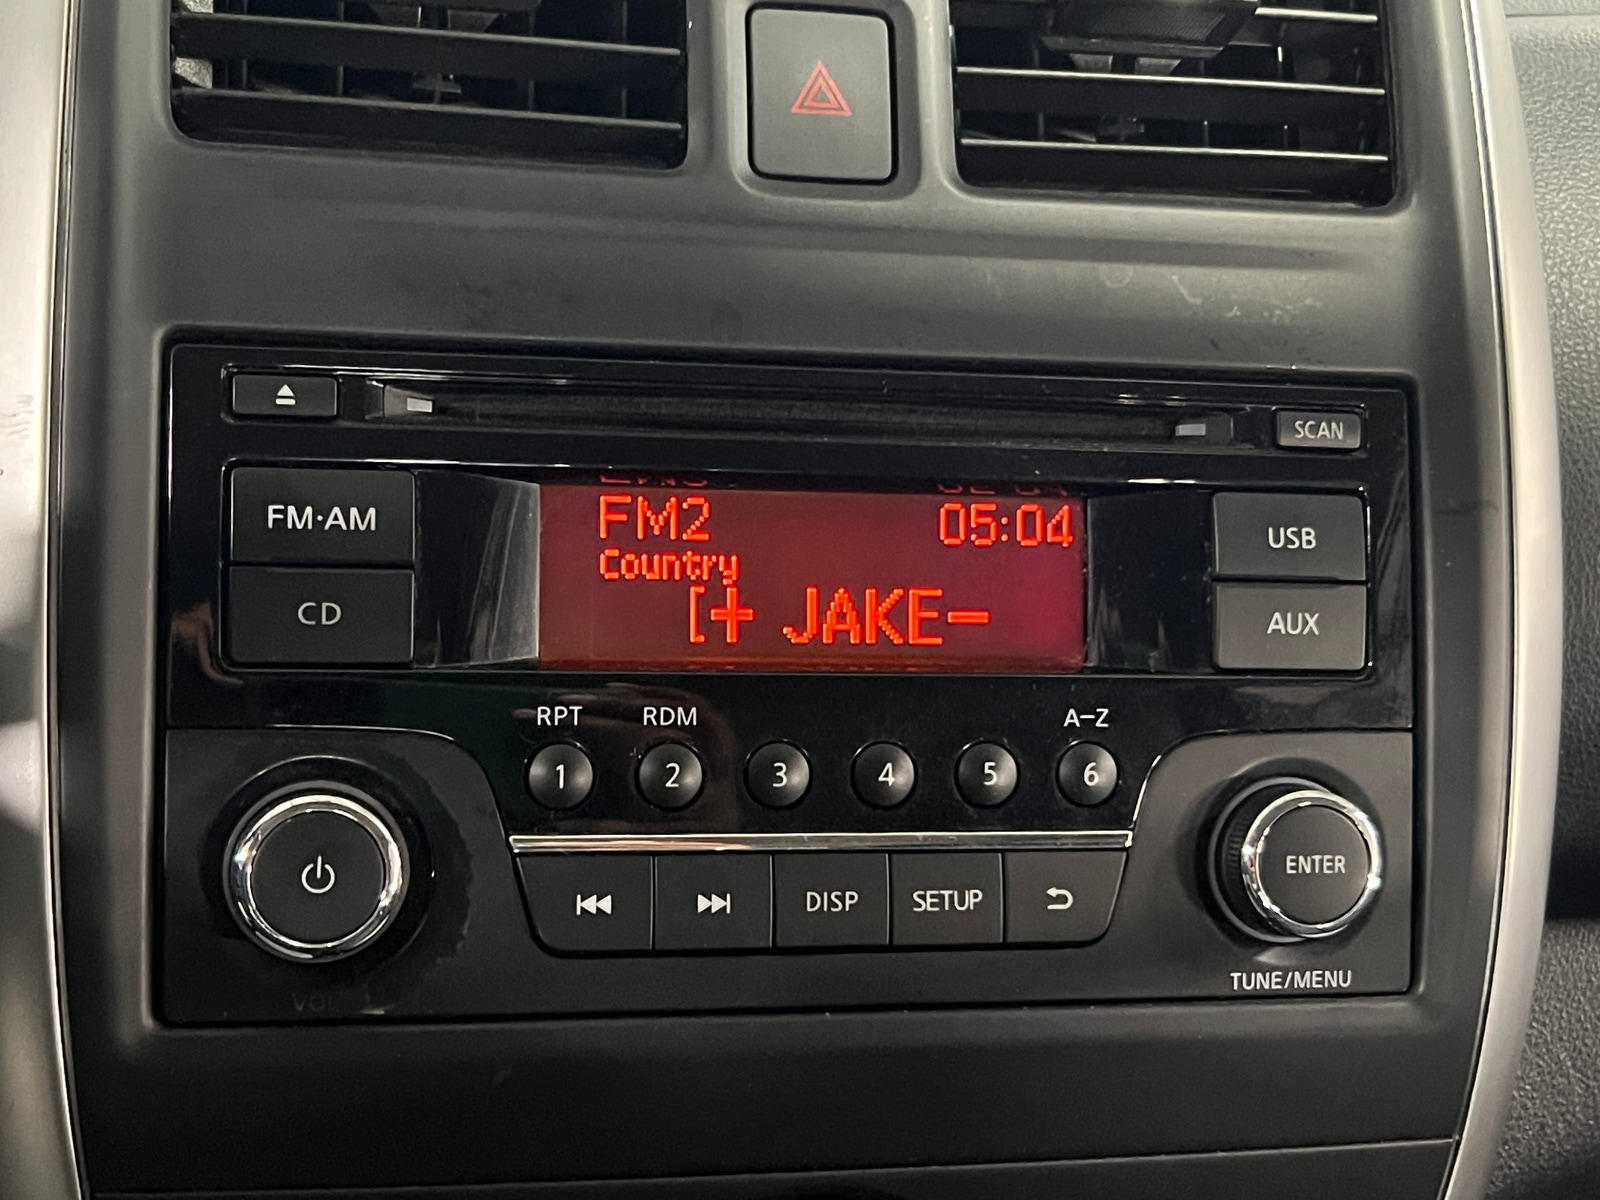 SCAN
FM·AM
CD
FM2 05:04
Country
[+ JAKE-
USB
AUX
RPT RDM A-Z
1 2 3 4 5 6
DISP SETUP
ENTER
TUNE/MENU
VOL